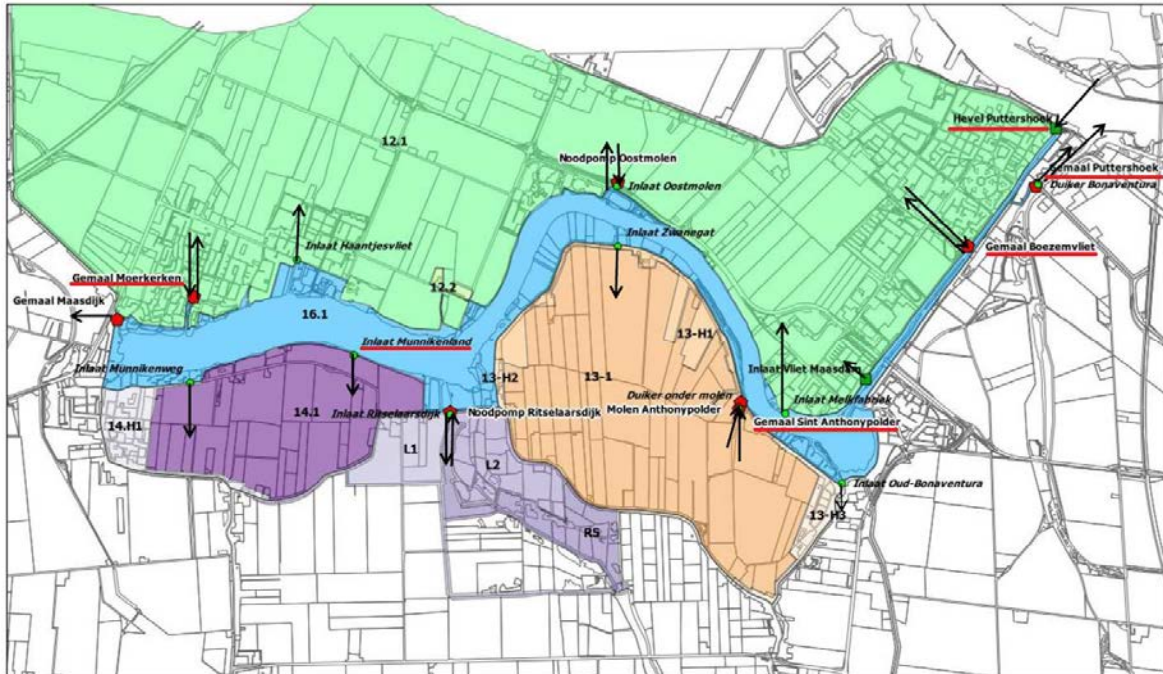 Hevel Puttershoek
12.1
Noodpomp Oostmolen
Gemaal Puttershoek
Inlaat Oostmolen
Duiker Bonaventura
Inlaat Zwanegat
Inlaat Haantjesvliet
Gemaal Boezemvliet
Gemaal Moerkerken
12.2
Gemaal Maasdijk
16.1
13-H1
Inlaat Munnikenland
Inlaat Vliet Maasdam
Inlaat Munnikenweg
13-H2
13-1
Duiker onder molen
Inlaat Melkfabriek
14.1
Inlaat Ritselaarsdijk
Noodpomp Ritselaarsdijk
Molen Anthonypolder
Gemaal Sint Anthonypolder
14.H1
L1
L2
Inlaat Oud-Bonaventura
13-H3
R5